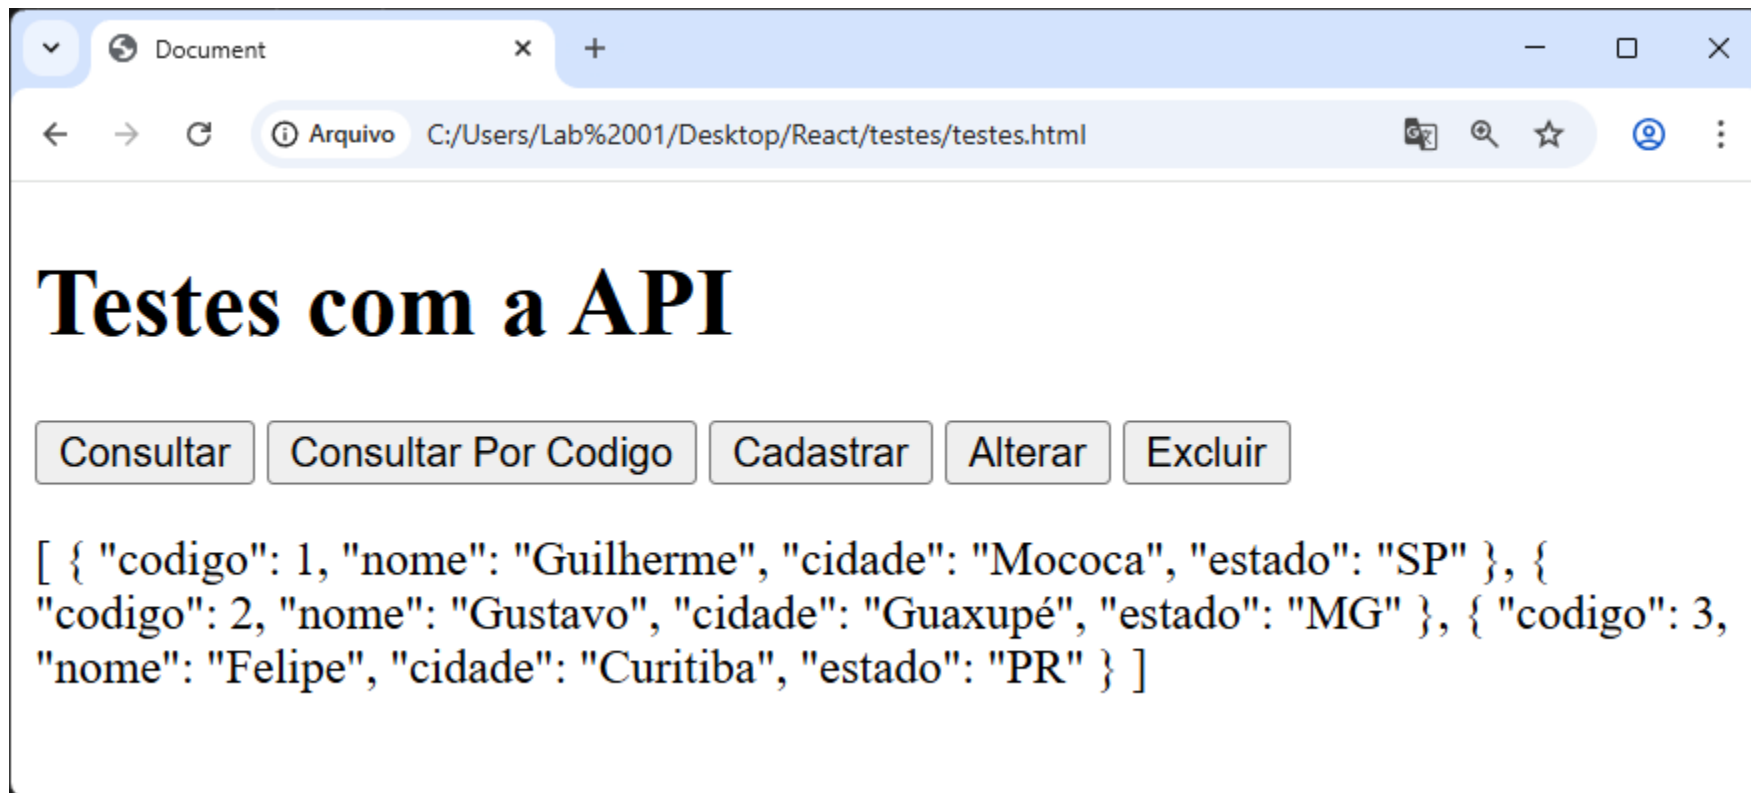 Document
Arquivo C:/Users/Lab%2001/Desktop/React/testes/testes.html
Testes com a API
Consultar Consultar Por Codigo Cadastrar Alterar Excluir
[ { "codigo": 1, "nome": "Guilherme", "cidade": "Mococa", "estado": "SP" }, {
"codigo": 2, "nome": "Gustavo", "cidade": "Guaxupé", "estado": "MG" }, { "codigo": 3,
"nome": "Felipe", "cidade": "Curitiba", "estado": "PR" } ]